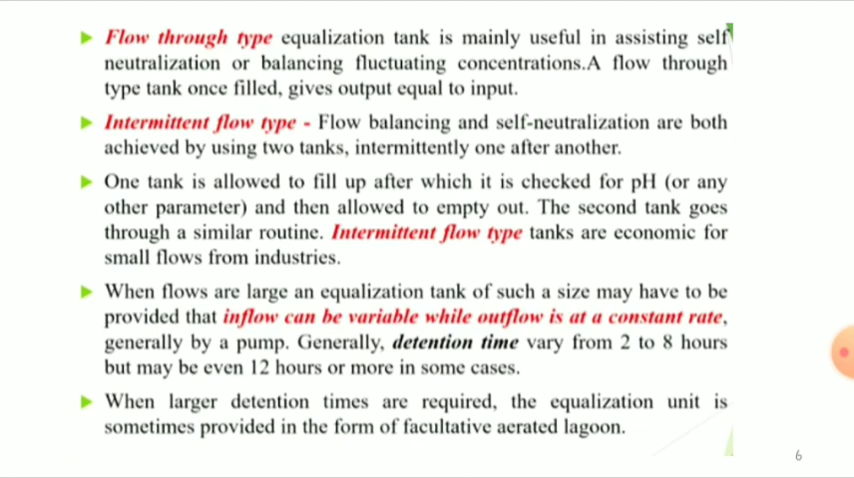 Flow through type equalization tank is mainly useful in assisting self
neutralization or balancing fluctuating concentrations.A flow through
type tank once filled, gives output equal to input.
Intermittent flow type - Flow balancing and self-neutralization are both
achieved by using two tanks, intermittently one after another.
One tank is allowed to fill up after which it is checked for pH (or any
other parameter) and then allowed to empty out. The second tank goes
through a similar routine. Intermittent flow type tanks are economic for
small flows from industries.
When flows are large an equalization tank of such a size may have to be
provided that inflow can be variable while outflow is at a constant rate,
generally by a pump. Generally, detention time vary from 2 to 8 hours
but may be even 12 hours or more in some cases.
When larger detention times are required, the equalization unit is
sometimes provided in the form of facultative aerated lagoon.
6